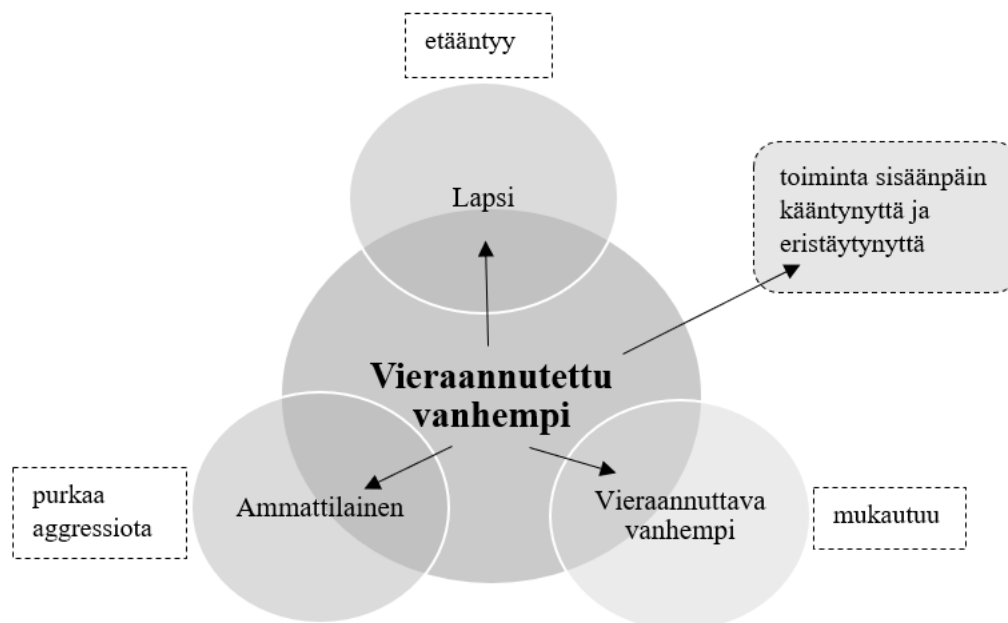 etääntyy
Lapsi
toiminta sisäänpäin
kääntynyttä ja
eristäytynyttä
Vieraannutettu
vanhempi
purkaa
aggressiota
Ammattilainen
Vieraannuttava
vanhempi
mukautuu